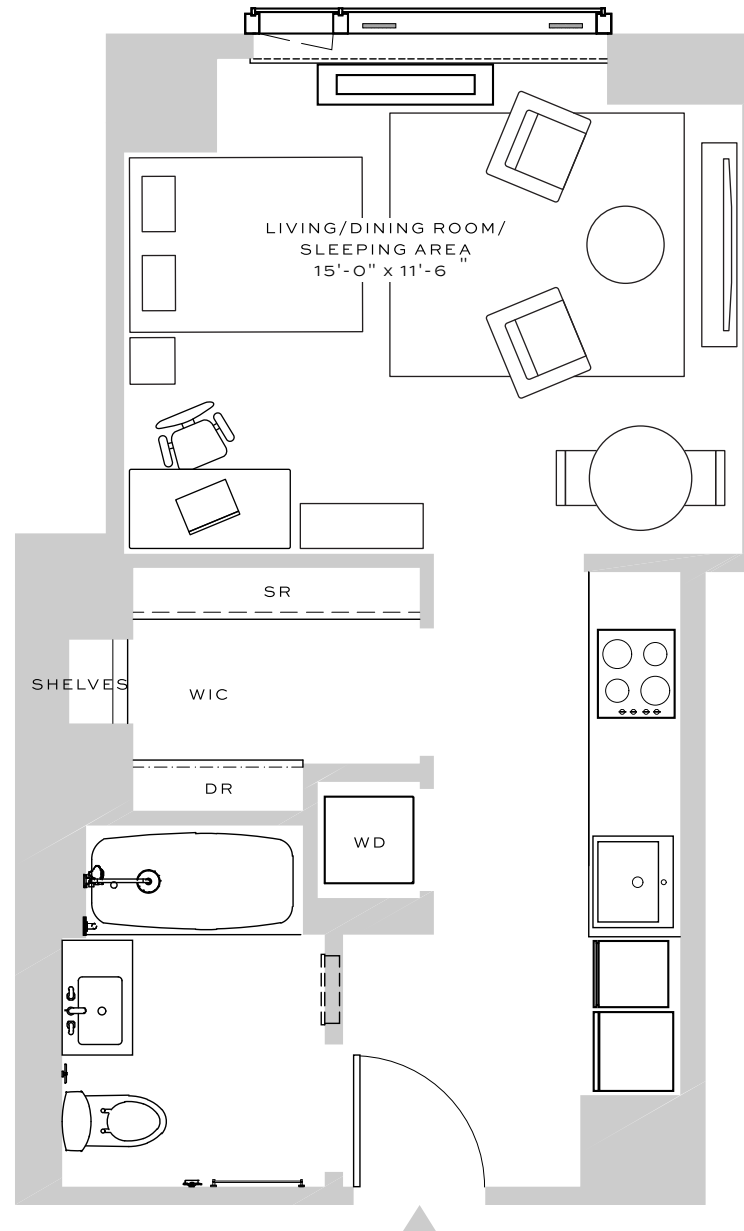 LIVING/DINING ROOM/
SLEEPING AREA
15'-0" x 11'-6 "
SR
SHELVES
WIC
DR
WD